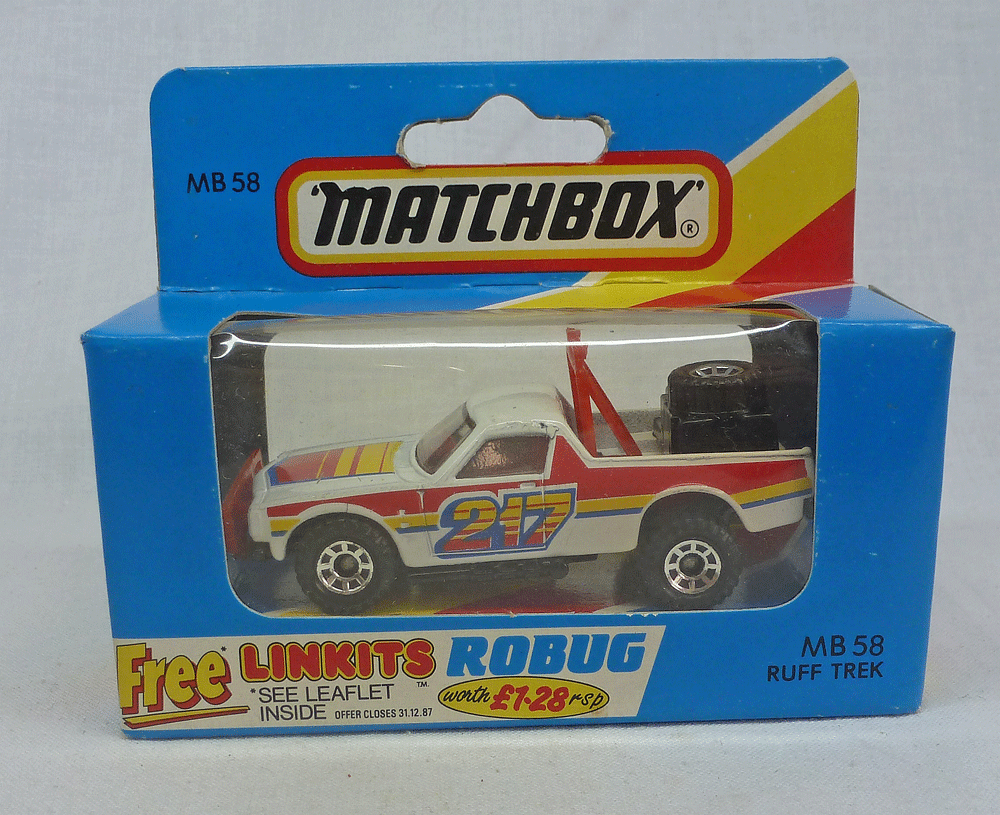 MB 58
'MATCHBOX' ®
217
Free* LINKITS ™ ROBUG
*SEE LEAFLET
INSIDE OFFER CLOSES 31.12.87
worth £1·28 rsp
MB 58
RUFF TREK